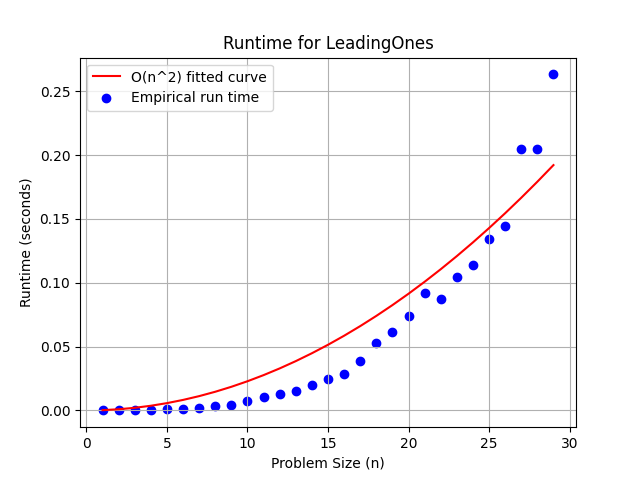 Runtime for LeadingOnes
O(n^2) fitted curve
Empirical run time
Runtime (seconds)
0.25
0.20
0.15
0.10
0.05
0.00
0 5 10 15 20 25 30
Problem Size (n)